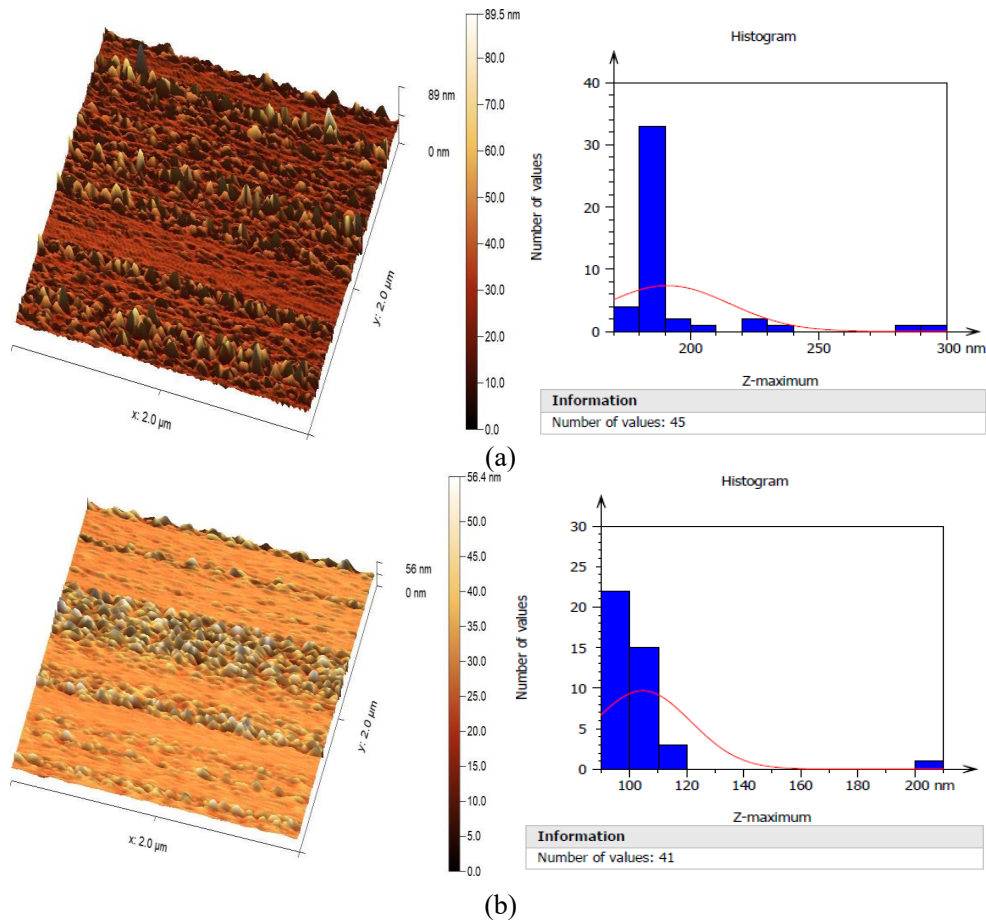 89.5 nm
80.0
70.0
60.0
50.0
40.0
30.0
20.0
10.0
0.0
89 nm
0 nm
y: 2.0 µm
x: 2.0 µm
Histogram
Number of values
40
30
20
10
0
200
250
300 nm
Z-maximum
Information
Number of values: 45
(a)
56.4 nm
50.0
45.0
40.0
35.0
30.0
25.0
20.0
15.0
10.0
5.0
0.0
56 nm
0 nm
y: 2.0 µm
x: 2.0 µm
Histogram
Number of values
30
25
20
15
10
5
0
100
120
140
160
180
200 nm
Z-maximum
Information
Number of values: 41
(b)